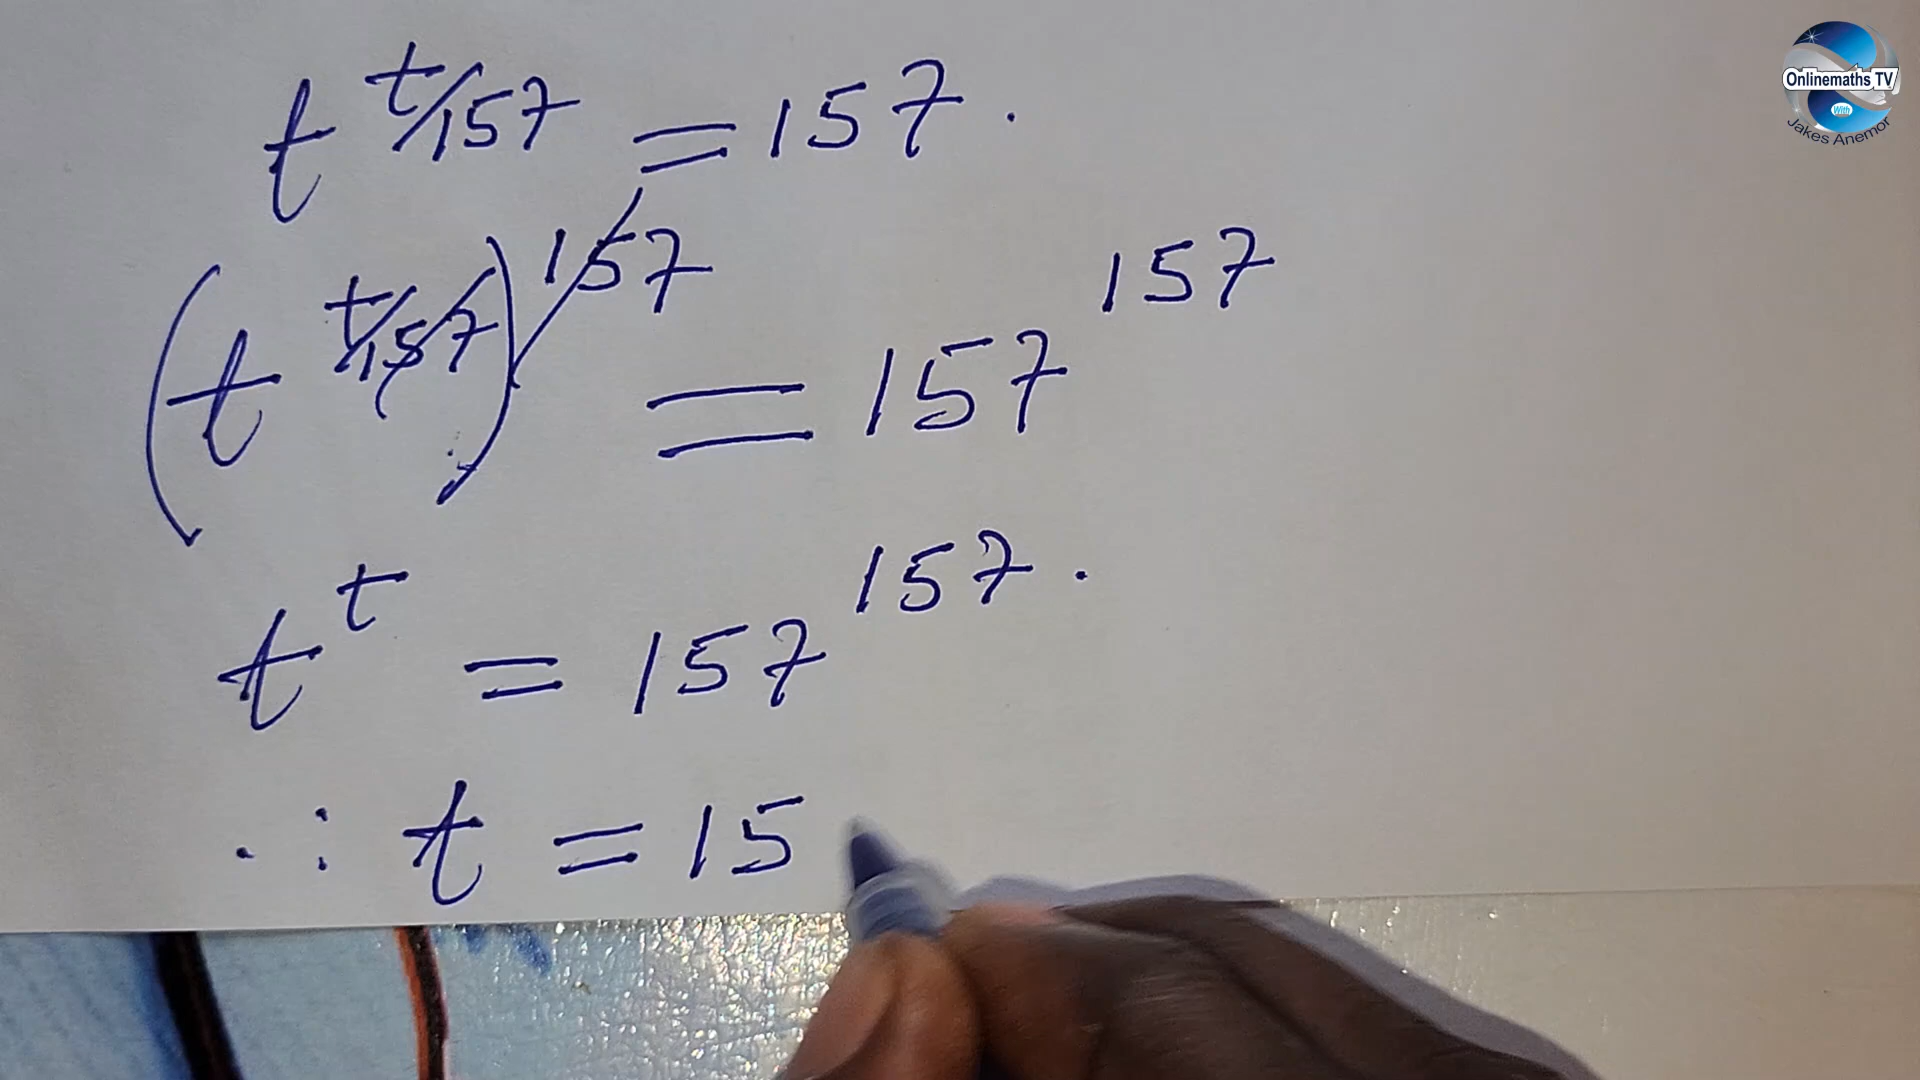 t^t/157 = 157.
(t^t/157)^157 = 157^157
t^t = 157^157.
∴ t = 15
Onlinemaths TV
With
Jakes Anemor